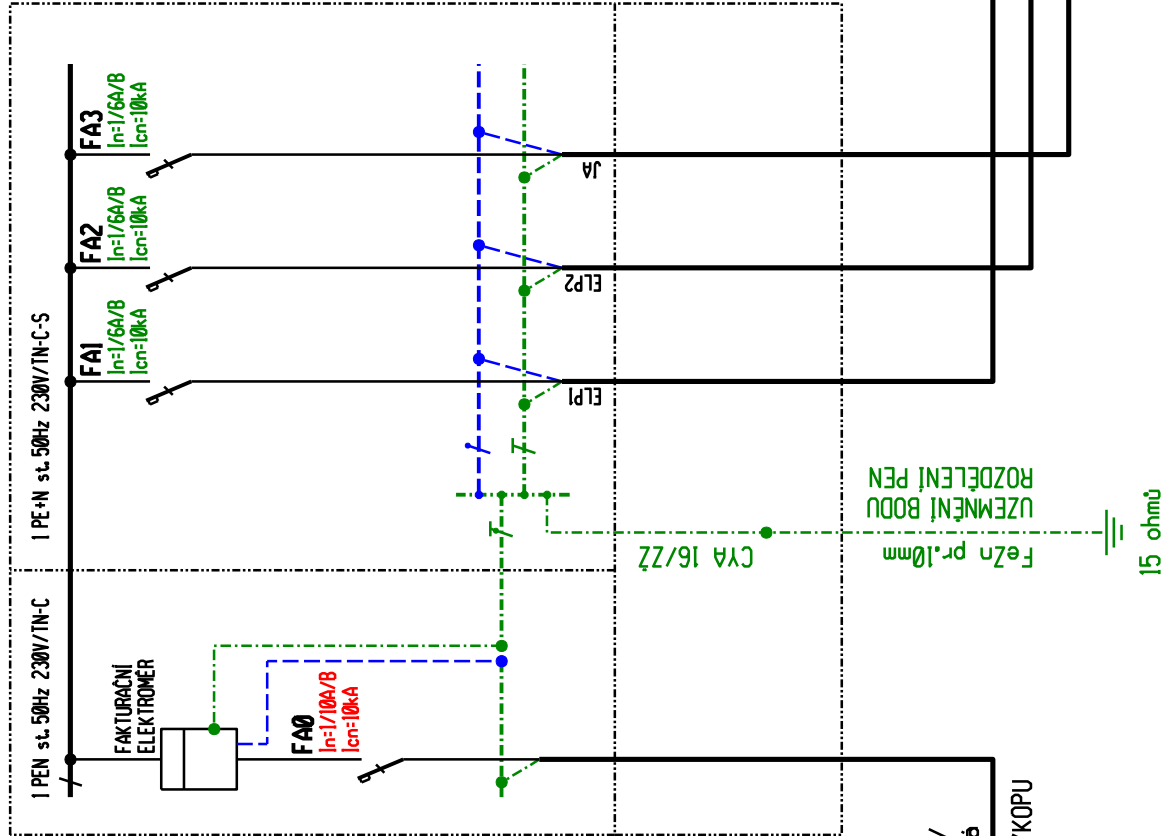 1 PEN st. 50Hz 230V/TN-C
1 PE+N st. 50Hz 230V/TN-C-S
FAKTURAČNÍ
ELEKTROMĚR
FA0
In=1/10A/B
Icn=10kA
FA1
In=1/6A/B
Icn=10kA
FA2
In=1/6A/B
Icn=10kA
FA3
In=1/6A/B
Icn=10kA
ELP1
ELP2
JA
CYA 16/ZŽ
FeZn pr.10mm
UZEMNĚNÍ BODU
ROZDĚLENÍ PEN
15 ohmů